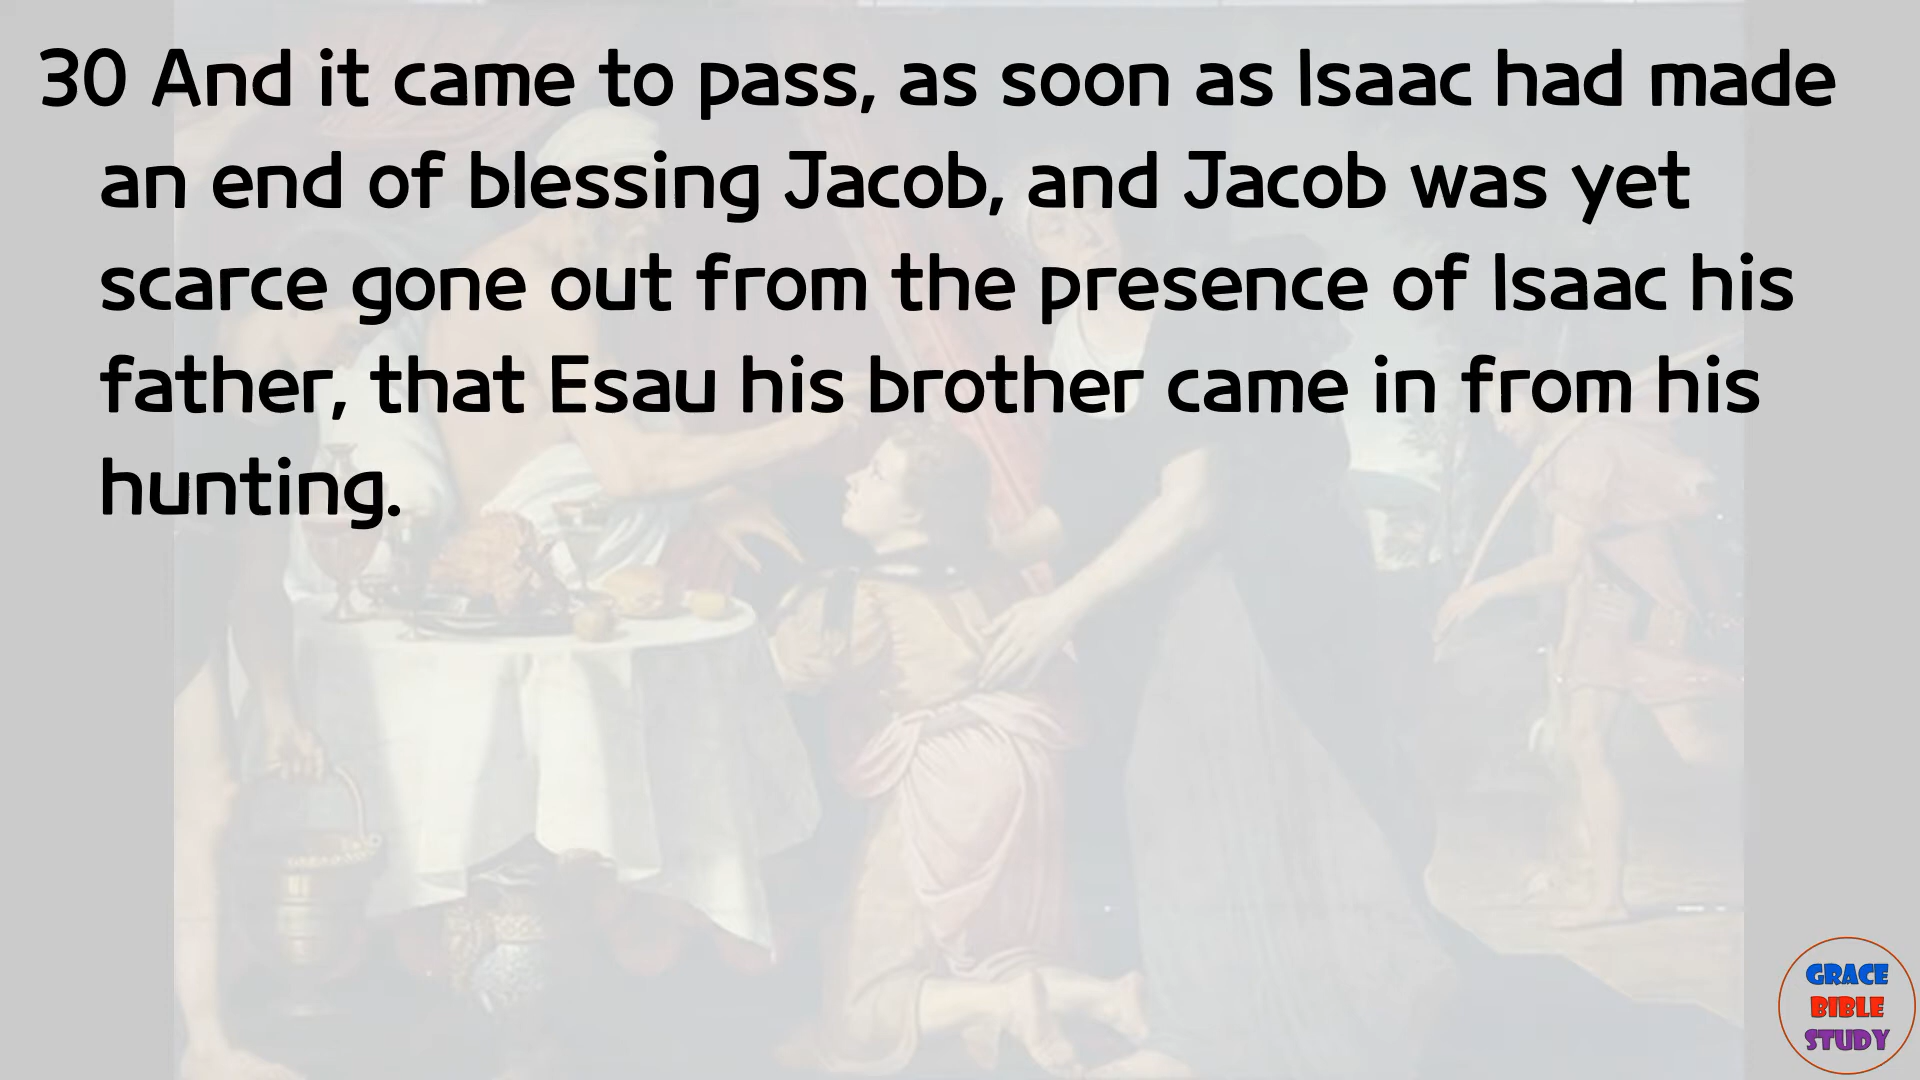 30 And it came to pass, as soon as Isaac had made
an end of blessing Jacob, and Jacob was yet
scarce gone out from the presence of Isaac his
father, that Esau his brother came in from his
hunting.
GRACE
BIBLE
STUDY